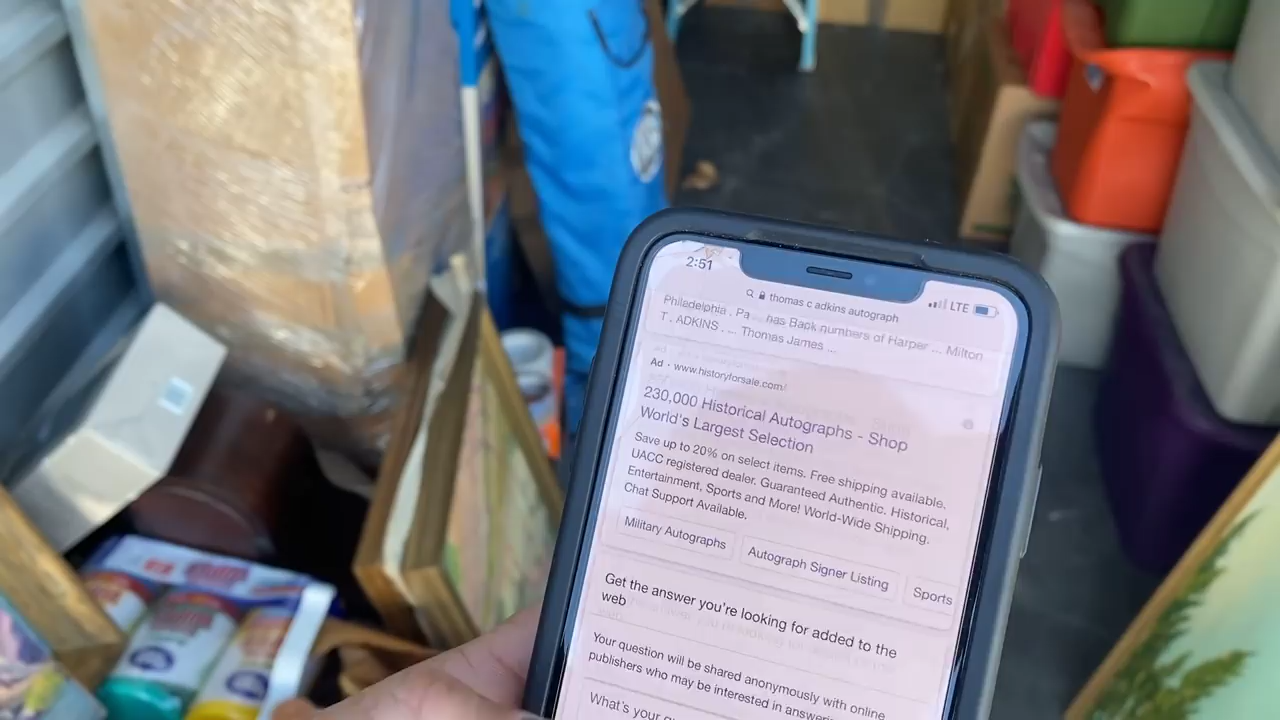 2:51
LTE
thomas c adkins autograph
Philedelphia . Pa has Back numbers of Harper ... Milton
T . ADKINS . ... Thomas James ...
Ad · www.historyforsale.com/
230,000 Historical Autographs - Shop
World's Largest Selection
Save up to 20% on select items. Free shipping available.
UACC registered dealer. Guaranteed Authentic. Historical,
Entertainment, Sports and More! World-Wide Shipping.
Chat Support Available.
Military Autographs
Autograph Signer Listing
Sports
Get the answer you're looking for added to the
web
Your question will be shared anonymously with online
publishers who may be interested in answering
What's your